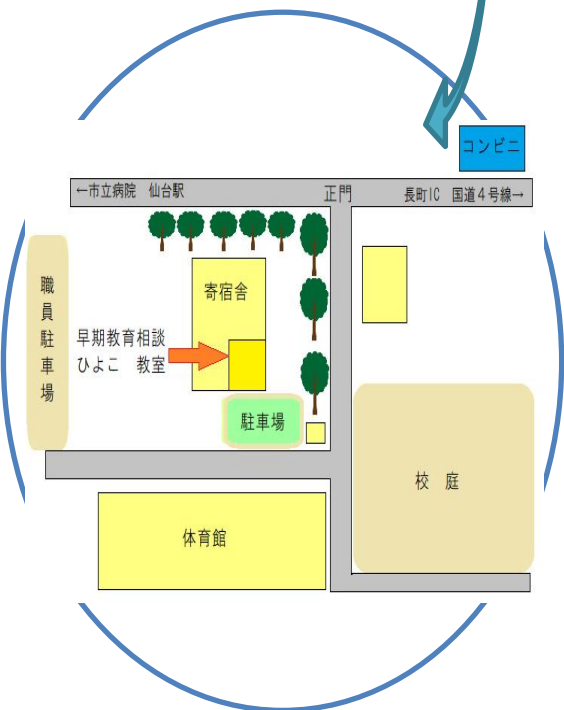 コンビニ
←市立病院　仙台駅
正門
長町IC　国道4号線→
職員駐車場
寄宿舎
早期教育相談
ひよこ　教室
駐車場
校　庭
体育館